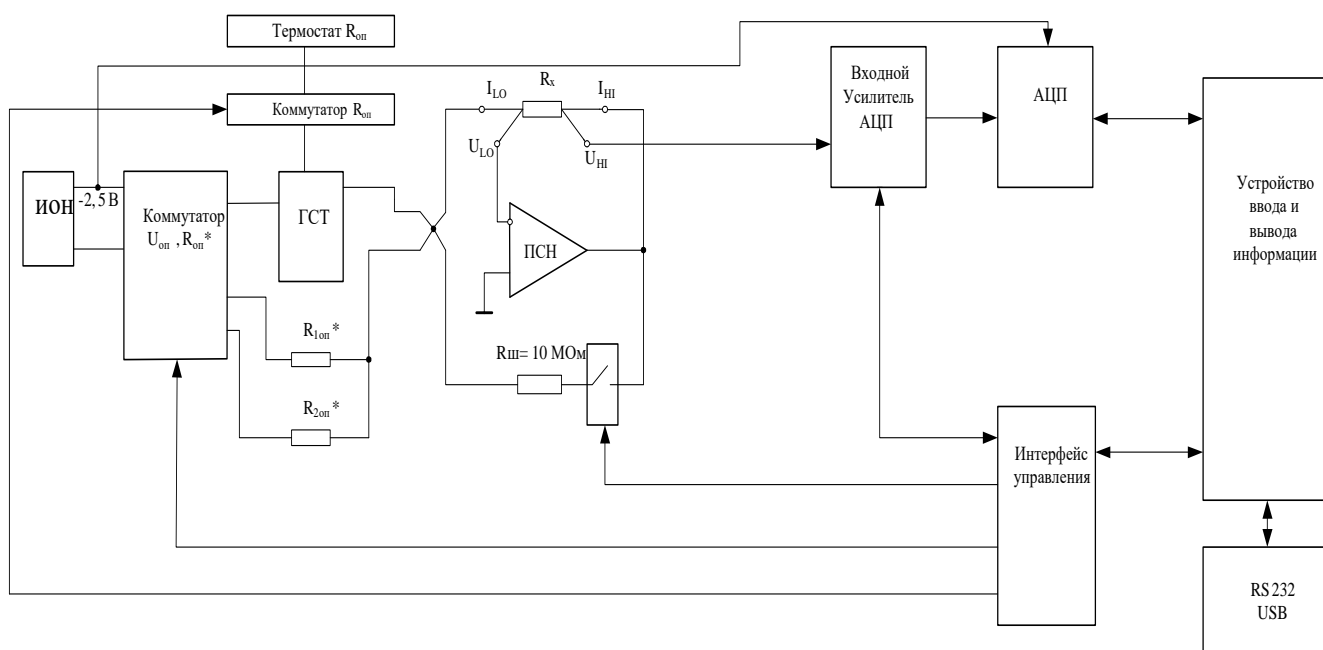 Термостат Rоп
Коммутатор Rоп
ILO
Rx
IHI
ULO
UHI
Входной
Усилитель
АЦП
АЦП
ИОН
-2,5 В
Коммутатор
Uоп , Rоп*
ГСТ
ПСН
Устройство
ввода и
вывода
информации
R1оп *
Rш= 10 МОм
R2оп *
Интерфейс
управления
RS 232
USB